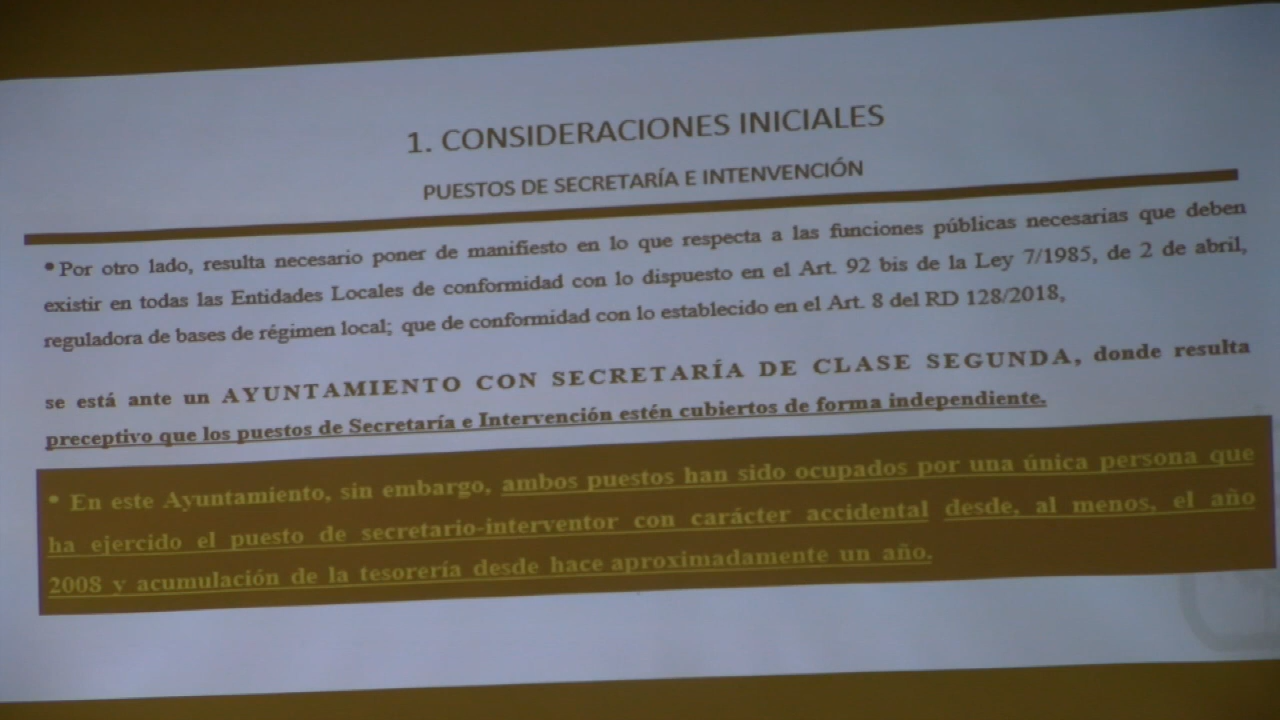 1. CONSIDERACIONES INICIALES
PUESTOS DE SECRETARÍA E INTENVENCIÓN
• Por otro lado, resulta necesario poner de manifiesto en lo que respecta a las funciones públicas necesarias que deben
existir en todas las Entidades Locales de conformidad con lo dispuesto en el Art. 92 bis de la Ley 7/1985, de 2 de abril,
reguladora de bases de régimen local; que de conformidad con lo establecido en el Art. 8 del RD 128/2018,
se está ante un AYUNTAMIENTO CON SECRETARÍA DE CLASE SEGUNDA, donde resulta
preceptivo que los puestos de Secretaría e Intervención estén cubiertos de forma independiente.
• En este Ayuntamiento, sin embargo, ambos puestos han sido ocupados por una única persona que
ha ejercido el puesto de secretario-interventor con carácter accidental desde, al menos, el año
2008 y acumulación de la tesorería desde hace aproximadamente un año.